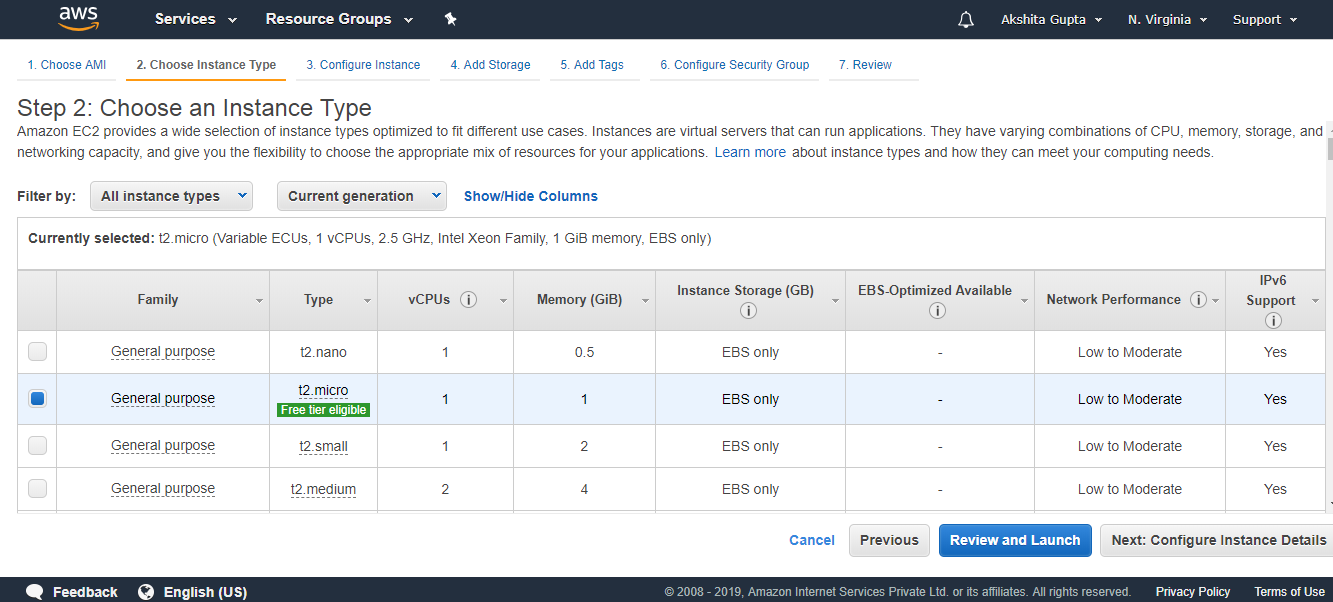 aws Services Resource Groups Akshita Gupta N. Virginia Support
1. Choose AMI 2. Choose Instance Type 3. Configure Instance 4. Add Storage 5. Add Tags 6. Configure Security Group 7. Review
Step 2: Choose an Instance Type
Amazon EC2 provides a wide selection of instance types optimized to fit different use cases. Instances are virtual servers that can run applications. They have varying combinations of CPU, memory, storage, and
networking capacity, and give you the flexibility to choose the appropriate mix of resources for your applications. Learn more about instance types and how they can meet your computing needs.
Filter by: All instance types Current generation Show/Hide Columns
Currently selected: t2.micro (Variable ECUs, 1 vCPUs, 2.5 GHz, Intel Xeon Family, 1 GiB memory, EBS only)
Family Type vCPUs i Memory (GiB) Instance Storage (GB) i EBS-Optimized Available i Network Performance i IPv6 Support i
General purpose t2.nano 1 0.5 EBS only - Low to Moderate Yes
General purpose t2.micro 1 1 EBS only - Low to Moderate Yes
Free tier eligible
General purpose t2.small 1 2 EBS only - Low to Moderate Yes
General purpose t2.medium 2 4 EBS only - Low to Moderate Yes
Cancel Previous Review and Launch Next: Configure Instance Details
Feedback English (US) © 2008 - 2019, Amazon Internet Services Private Ltd. or its affiliates. All rights reserved. Privacy Policy Terms of Use